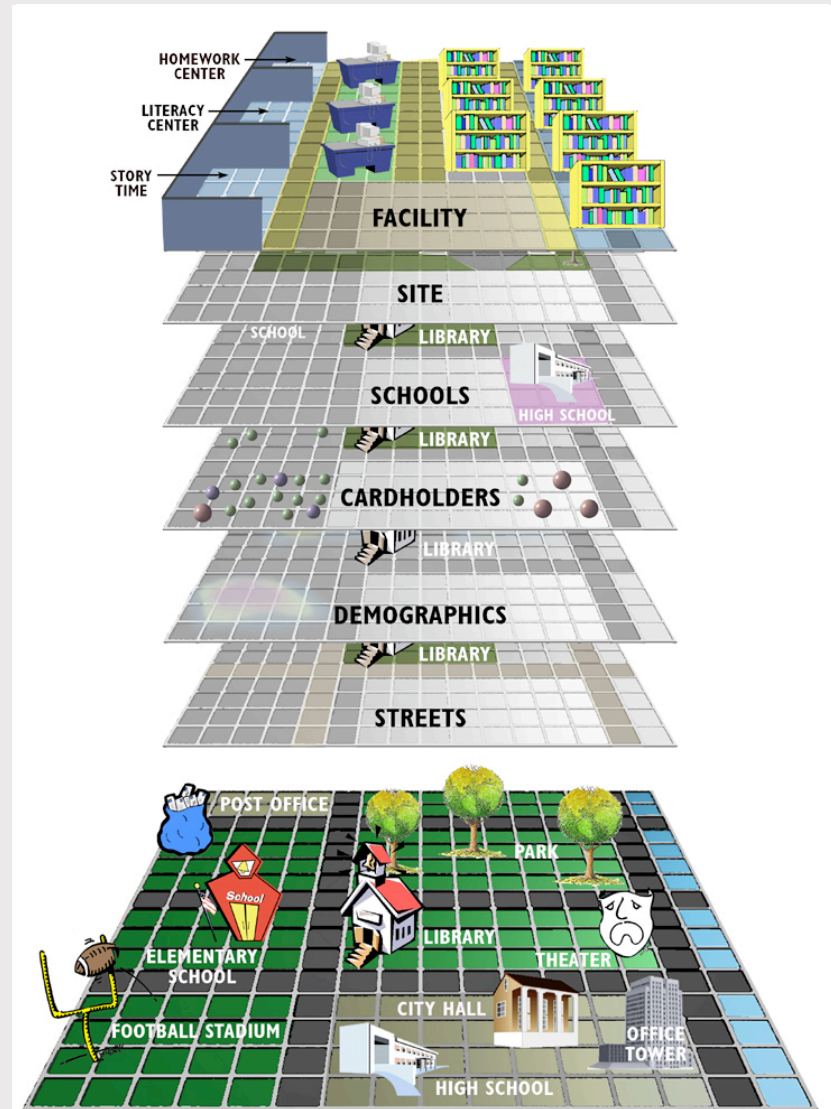 HOMEWORK
CENTER
LITERACY
CENTER
STORY
TIME
FACILITY
SITE
SCHOOL
LIBRARY
SCHOOLS
HIGH SCHOOL
LIBRARY
CARDHOLDERS
LIBRARY
DEMOGRAPHICS
LIBRARY
STREETS
POST OFFICE
PARK
School
LIBRARY
ELEMENTARY
SCHOOL
THEATER
CITY HALL
FOOTBALL STADIUM
OFFICE
TOWER
HIGH SCHOOL